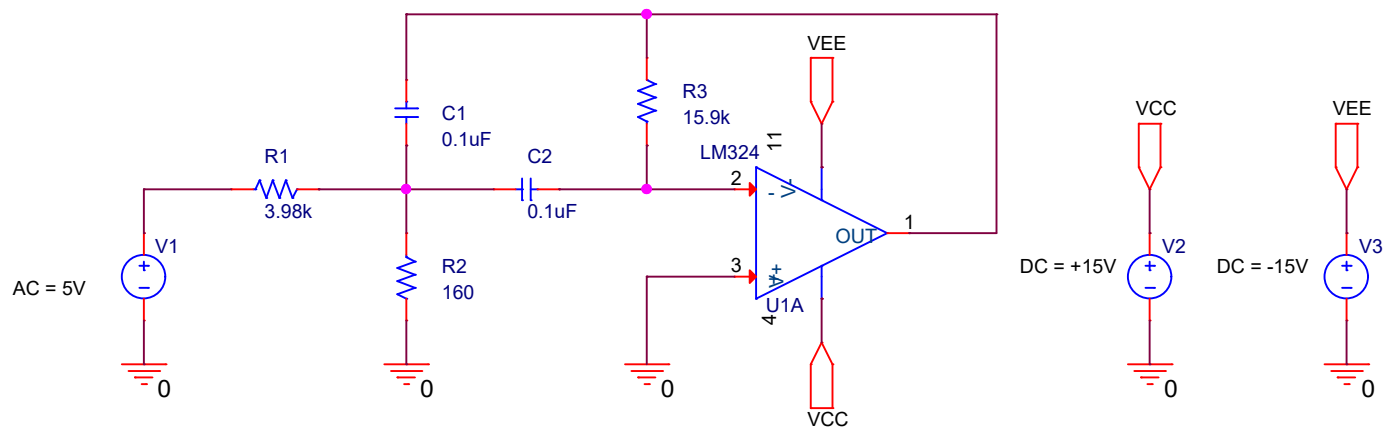 VEE
R3
15.9k
C1
0.1uF
11
VCC
VEE
LM324
C2
R1
2
-
V-
3.98k
0.1uF
1
OUT
V1
+
-
AC = 5V
R2
160
3
+
V+
U1A
4
DC = +15V
V2
+
-
DC = -15V
V3
+
-
0
0
0
0
0
VCC